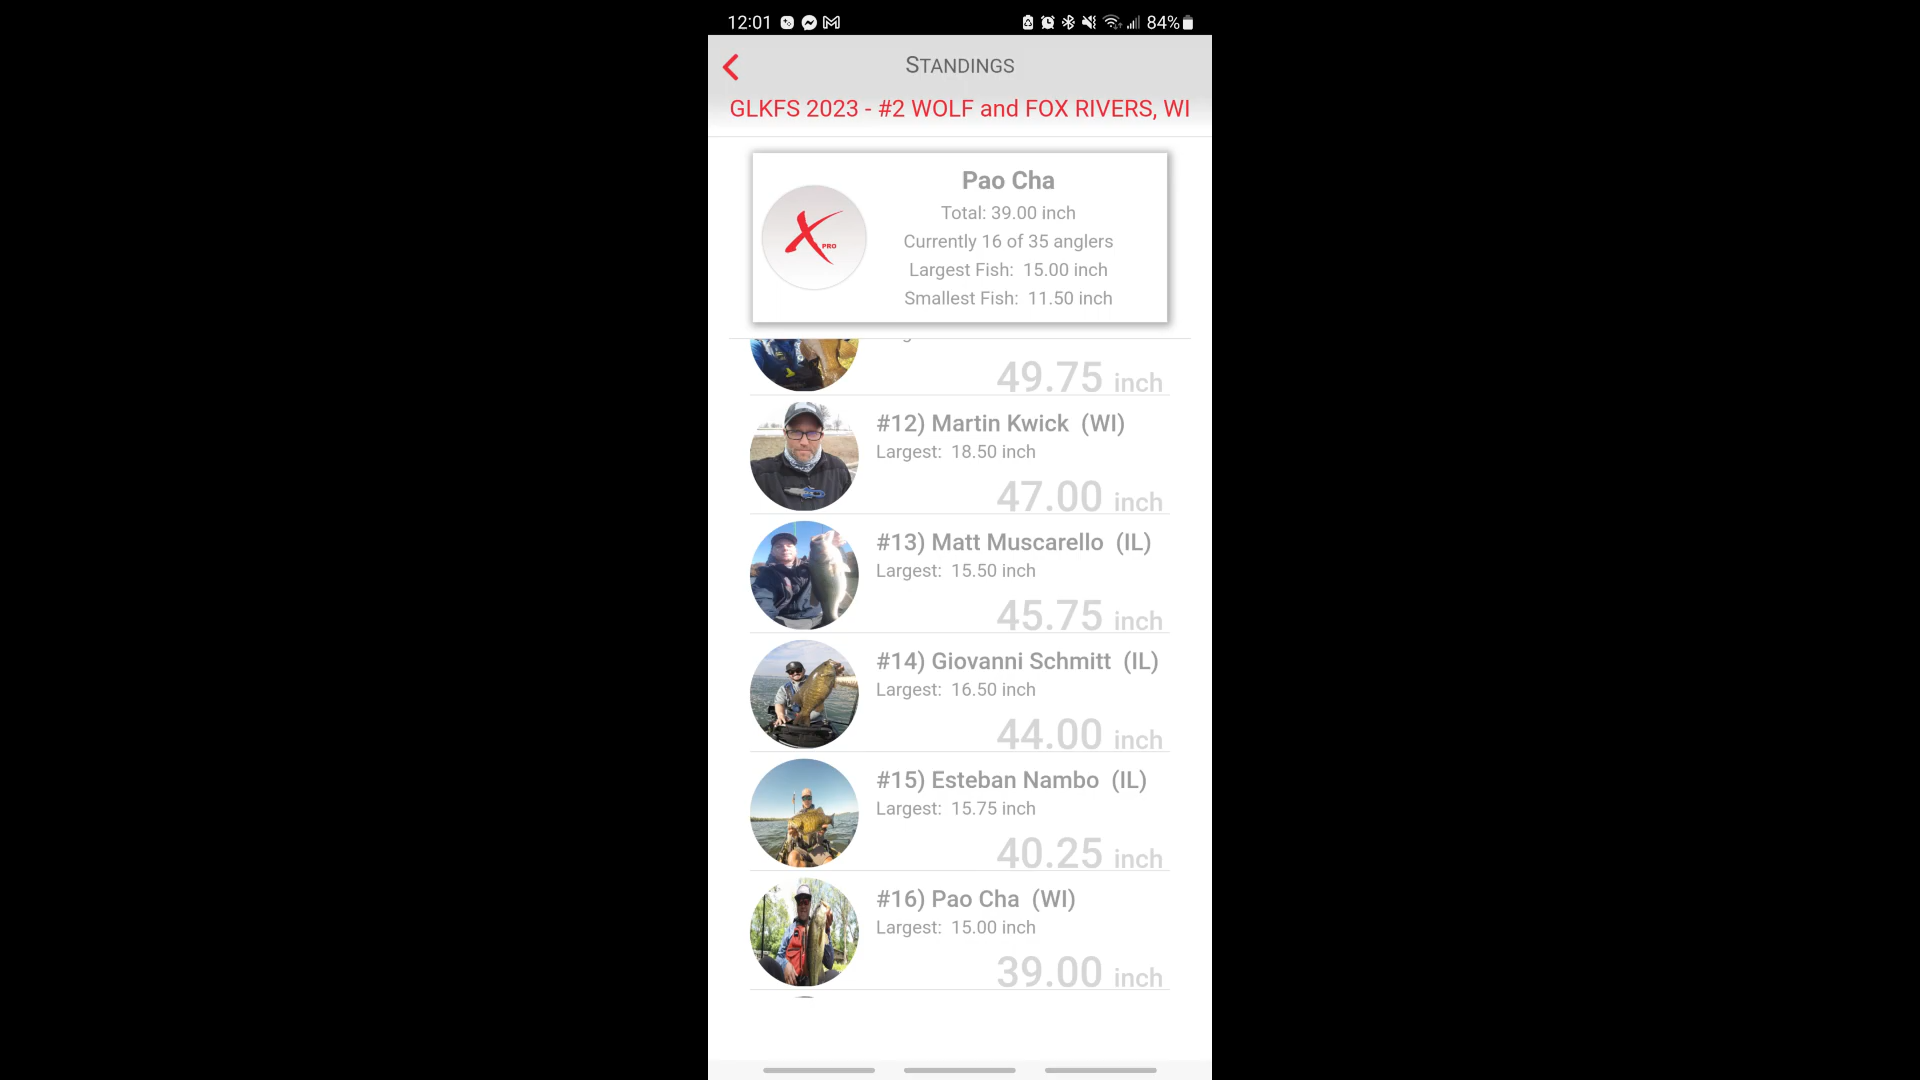 12:01 84%
STANDINGS
GLKFS 2023 - #2 WOLF and FOX RIVERS, WI
Pao Cha
Total: 39.00 inch
Currently 16 of 35 anglers
Largest Fish: 15.00 inch
Smallest Fish: 11.50 inch
X PRO
49.75 inch
#12) Martin Kwick (WI)
Largest: 18.50 inch
47.00 inch
#13) Matt Muscarello (IL)
Largest: 15.50 inch
45.75 inch
#14) Giovanni Schmitt (IL)
Largest: 16.50 inch
44.00 inch
#15) Esteban Nambo (IL)
Largest: 15.75 inch
40.25 inch
#16) Pao Cha (WI)
Largest: 15.00 inch
39.00 inch